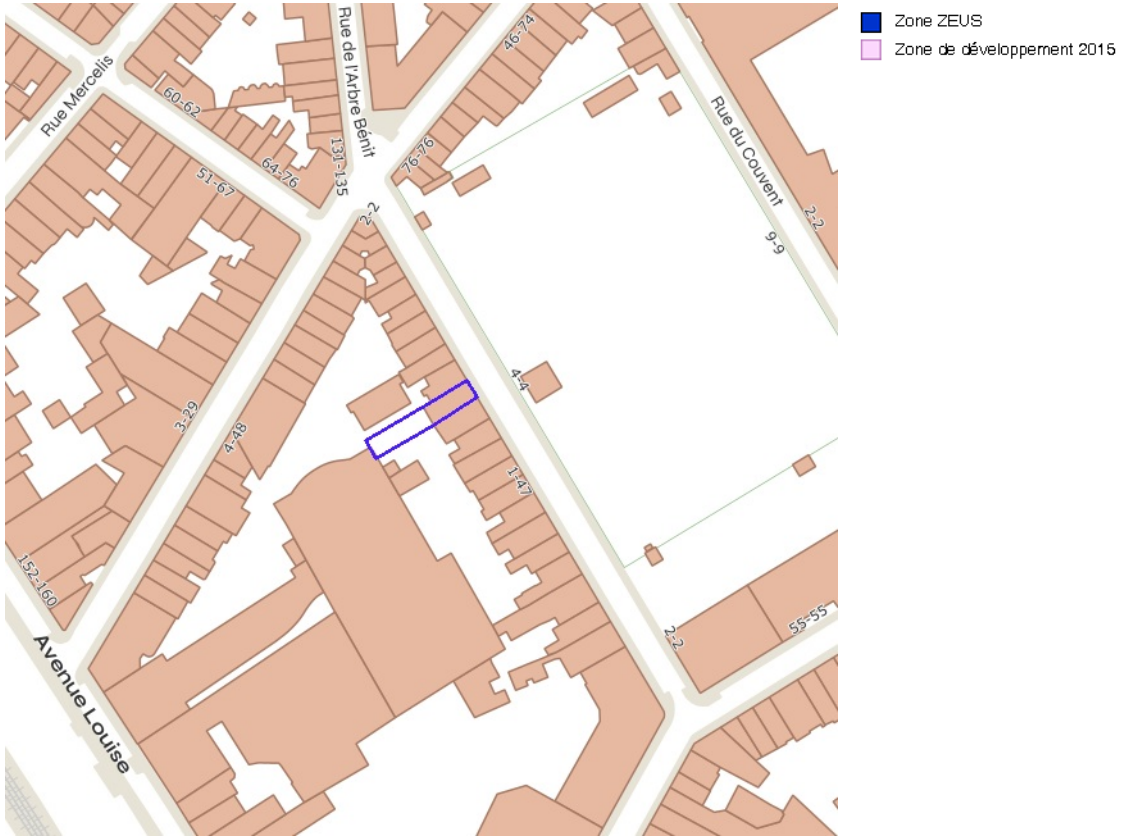 Zone ZEUS
Zone de développement 2015
46-74
Rue de l'Arbre Bénit
Rue Mercelis
60-62
Rue du Couvent
131-135
76-76
64-76
51-67
2-2
2-2
9-9
4-4
3-29
4-48
1-47
152-160
55-55
2-2
Avenue Louise